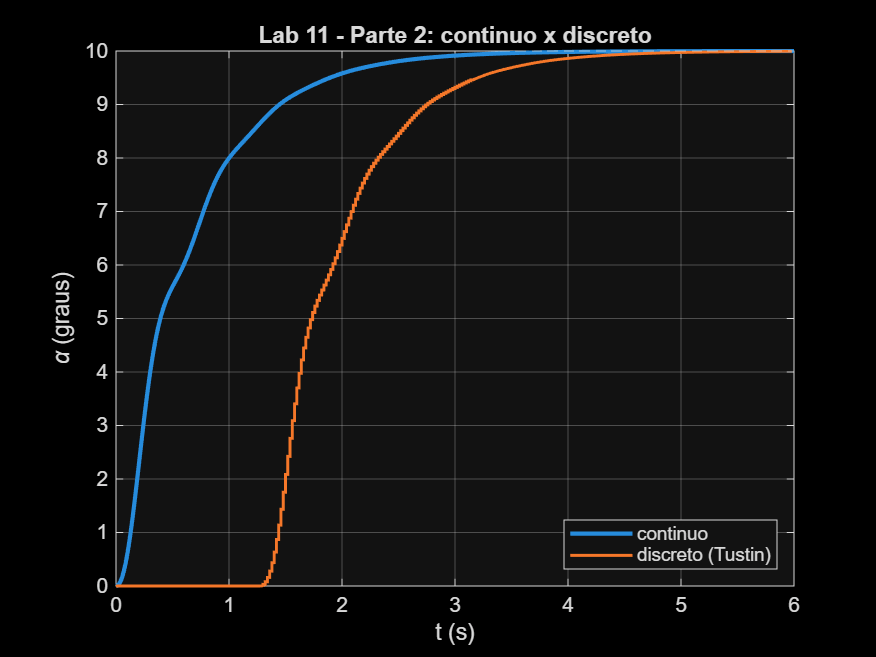 Lab 11 - Parte 2: continuo x discreto
10
9
8
7
6
5
4
3
2
1
0
α (graus)
continuo
discreto (Tustin)
0 1 2 3 4 5 6
t (s)